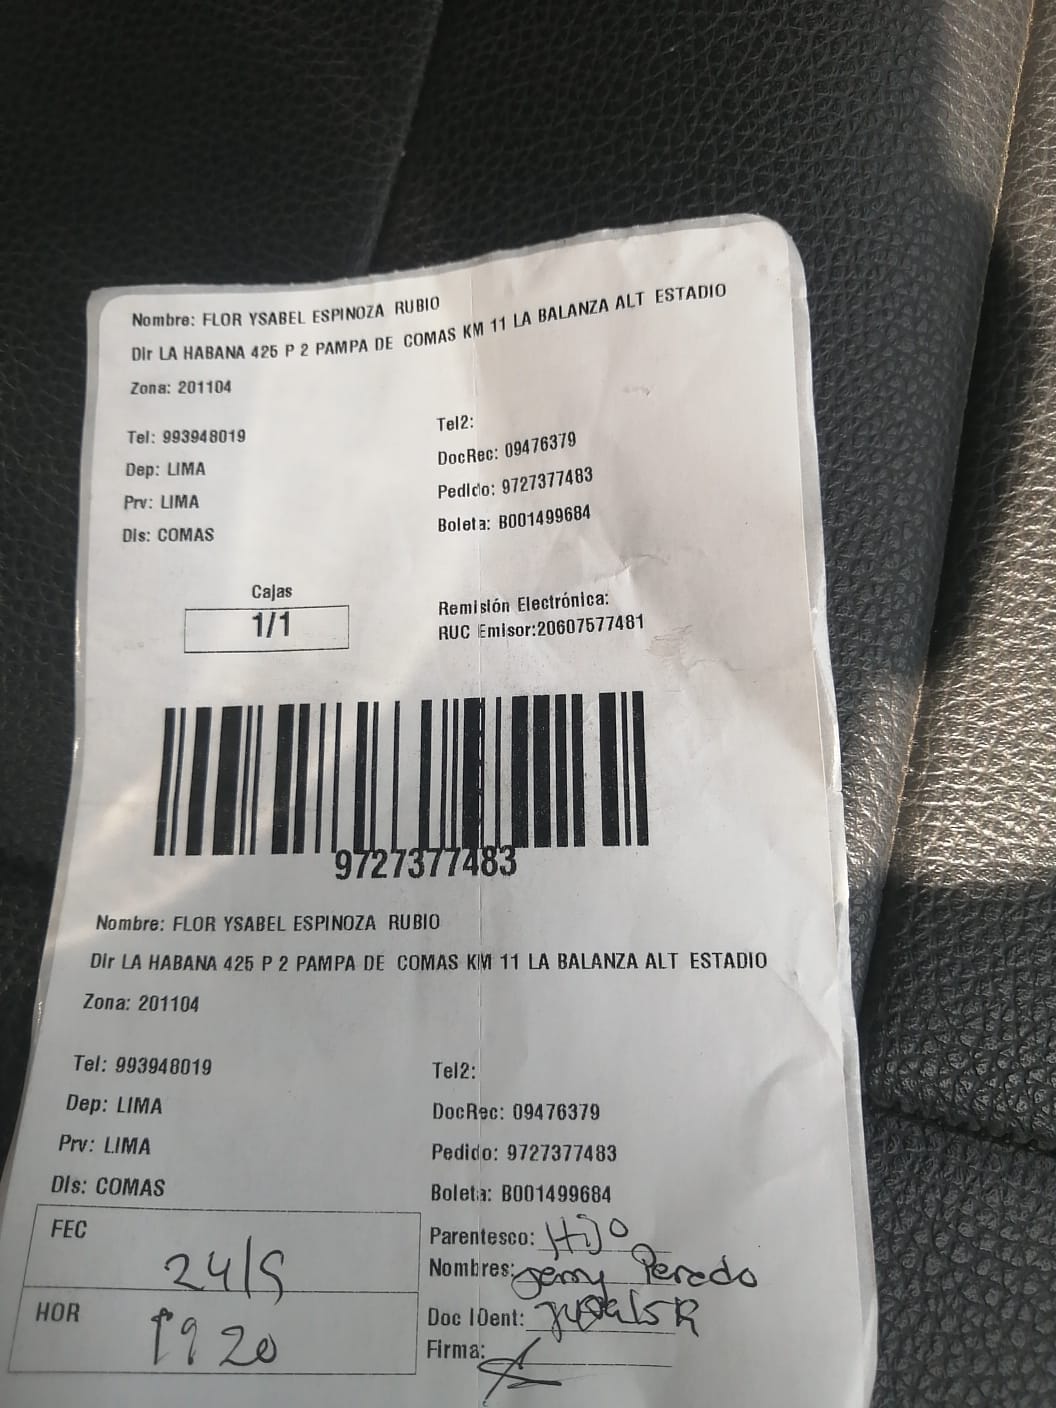 Nombre: FLOR YSABEL ESPINOZA RUBIO
Dir LA HABANA 425 P 2 PAMPA DE COMAS KM 11 LA BALANZA ALT ESTADIO
Zona: 201104
Tel: 993948019
Tel2:
Dep: LIMA
DocRec: 09476379
Prv: LIMA
Pedido: 9727377483
Dis: COMAS
Boleta: B001499684
Cajas
1/1
Remisión Electrónica:
RUC Emisor:20607577481
9727377483
Nombre: FLOR YSABEL ESPINOZA RUBIO
Dir LA HABANA 425 P 2 PAMPA DE COMAS KM 11 LA BALANZA ALT ESTADIO
Zona: 201104
Tel: 993948019
Tel2:
Dep: LIMA
DocRec: 09476379
Prv: LIMA
Pedido: 9727377483
Dis: COMAS
Boleta: B001499684
FEC
24/9
Parentesco: Hijo
Nombres: Jerry Peredo
HOR
Doc IDent:
Firma: